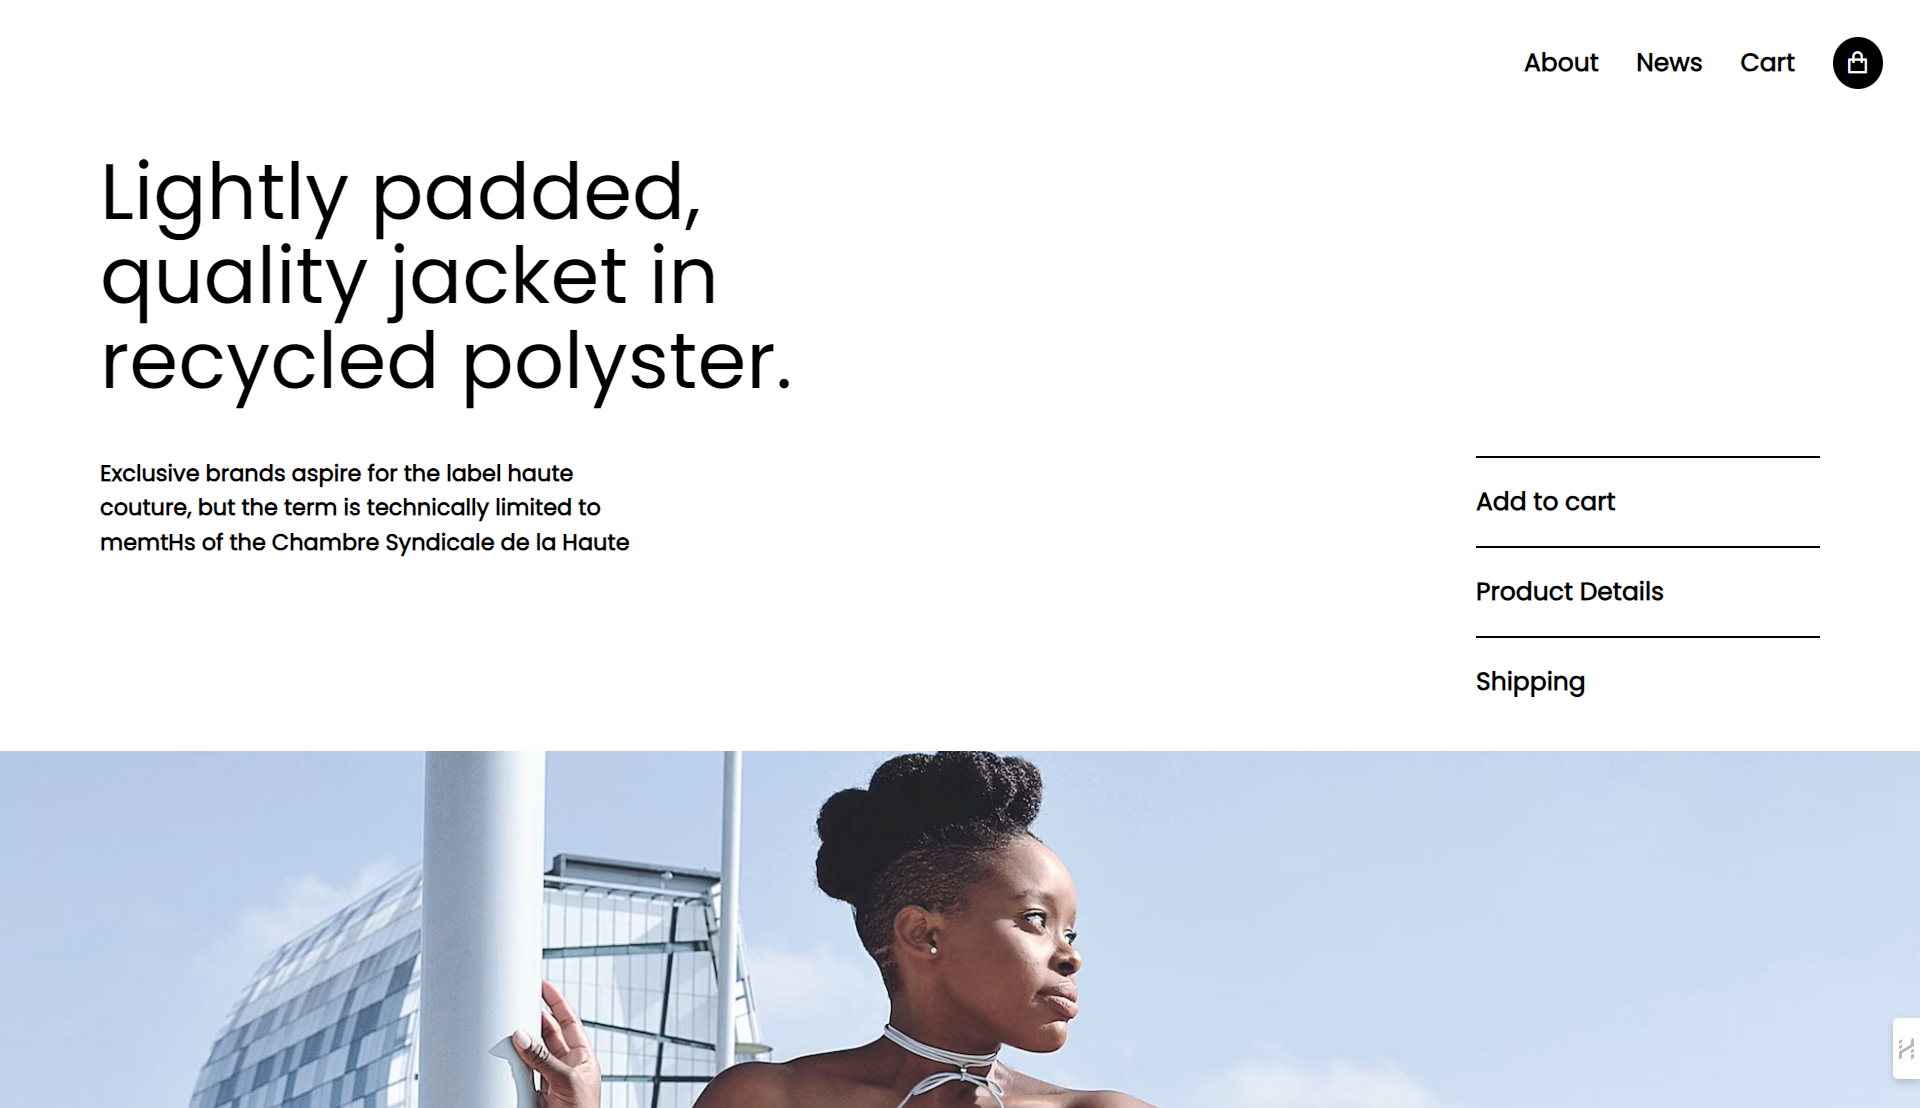 About News Cart
Lightly padded,
quality jacket in
recycled polyster.
Exclusive brands aspire for the label haute
couture, but the term is technically limited to
memtHs of the Chambre Syndicale de la Haute
Add to cart
Product Details
Shipping